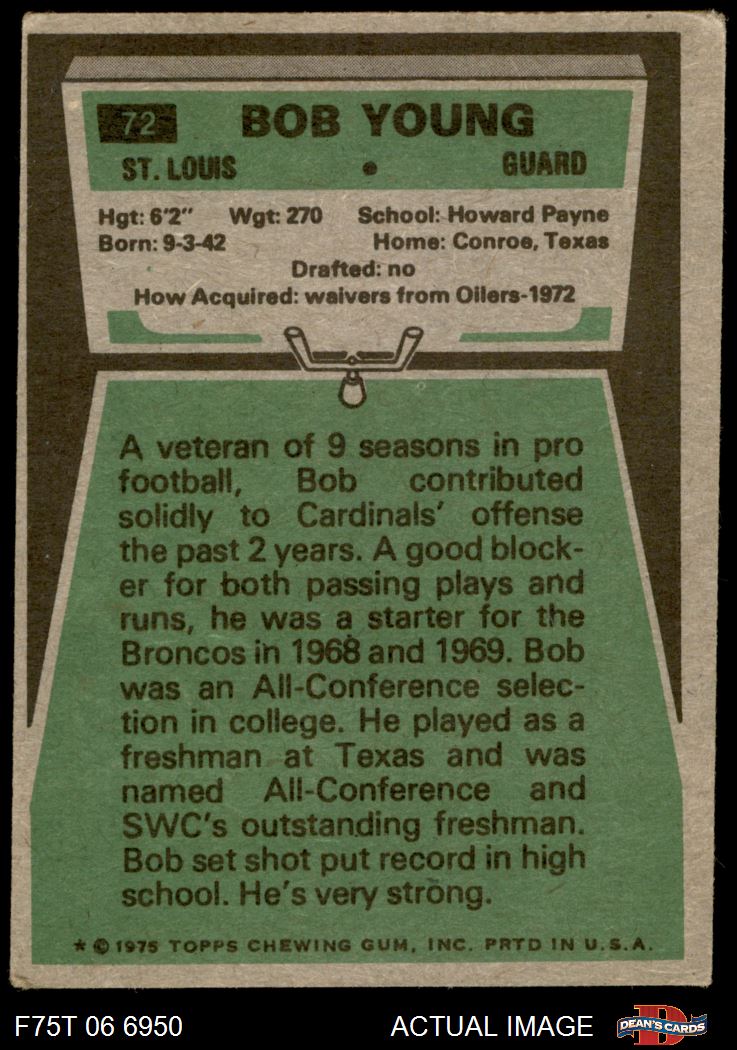 72 BOB YOUNG
ST. LOUIS • GUARD
Hgt: 6'2" Wgt: 270 School: Howard Payne
Born: 9-3-42 Home: Conroe, Texas
Drafted: no
How Acquired: waivers from Oilers-1972
A veteran of 9 seasons in pro
football, Bob contributed
solidly to Cardinals' offense
the past 2 years. A good block-
er for both passing plays and
runs, he was a starter for the
Broncos in 1968 and 1969. Bob
was an All-Conference selec-
tion in college. He played as a
freshman at Texas and was
named All-Conference and
SWC's outstanding freshman.
Bob set shot put record in high
school. He's very strong.
* © 1975 TOPPS CHEWING GUM, INC. PRTD IN U.S.A.
F75T 06 6950 ACTUAL IMAGE D DEAN'S CARDS